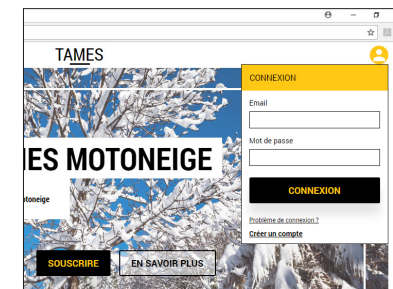 TAMES
CONNEXION
Email
Mot de passe
IES MOTONEIGE
otoneige
CONNEXION
Problème de connexion ?
Créer un compte
SOUSCRIRE
EN SAVOIR PLUS